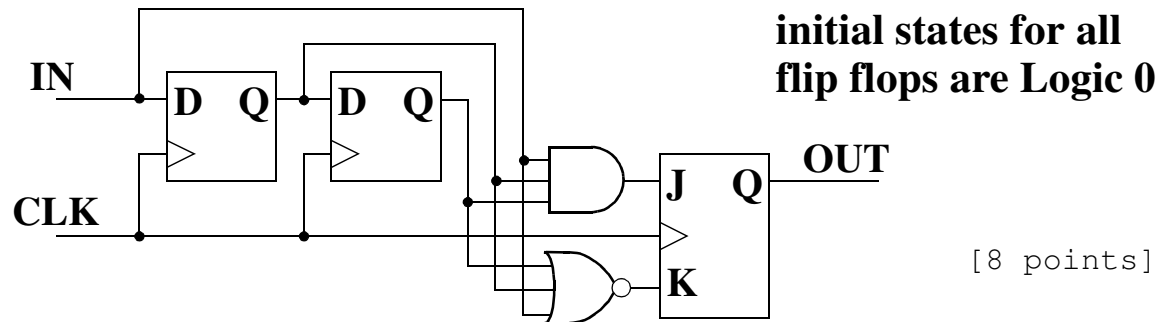 initial states for all
flip flops are Logic 0
IN
D Q D Q
OUT
J Q
CLK
K
[8 points]